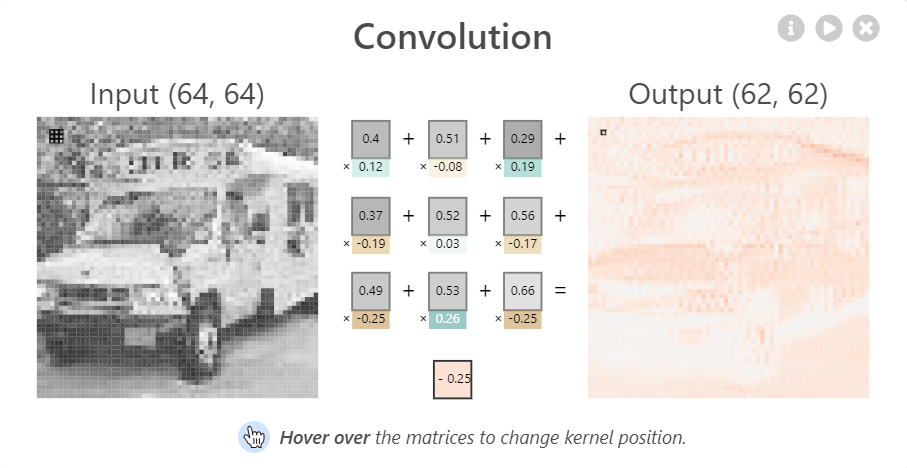 Convolution
Input (64, 64)
Output (62, 62)
0.4 + 0.51 + 0.29 +
× 0.12 × -0.08 × 0.19
0.37 + 0.52 + 0.56 +
× -0.19 × 0.03 × -0.17
0.49 + 0.53 + 0.66 =
× -0.25 × 0.26 × -0.25
- 0.25
Hover over the matrices to change kernel position.